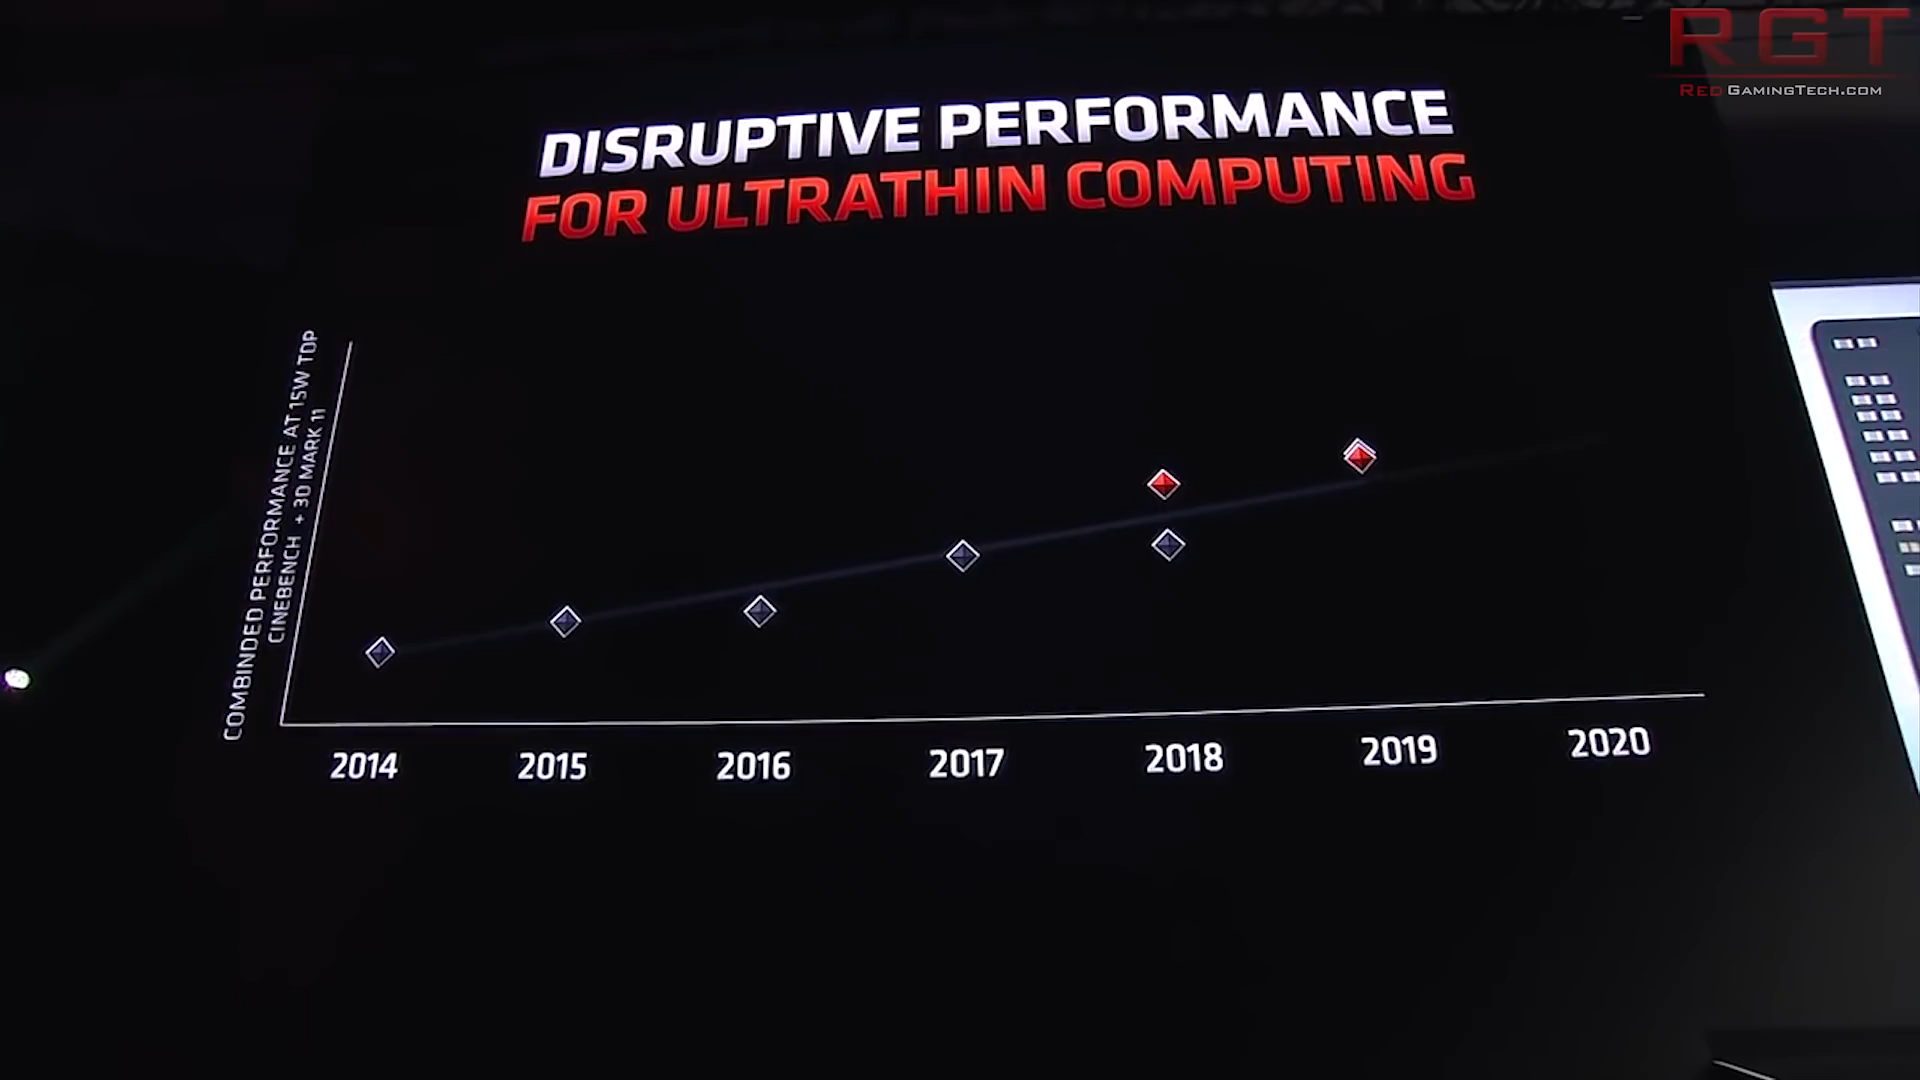 RGT
REDGAMINGTECH.COM
DISRUPTIVE PERFORMANCE
FOR ULTRATHIN COMPUTING
COMBINDED PERFORMANCE AT 15W TDP
CINEBENCH + 3D MARK 11
2014 2015 2016 2017 2018 2019 2020